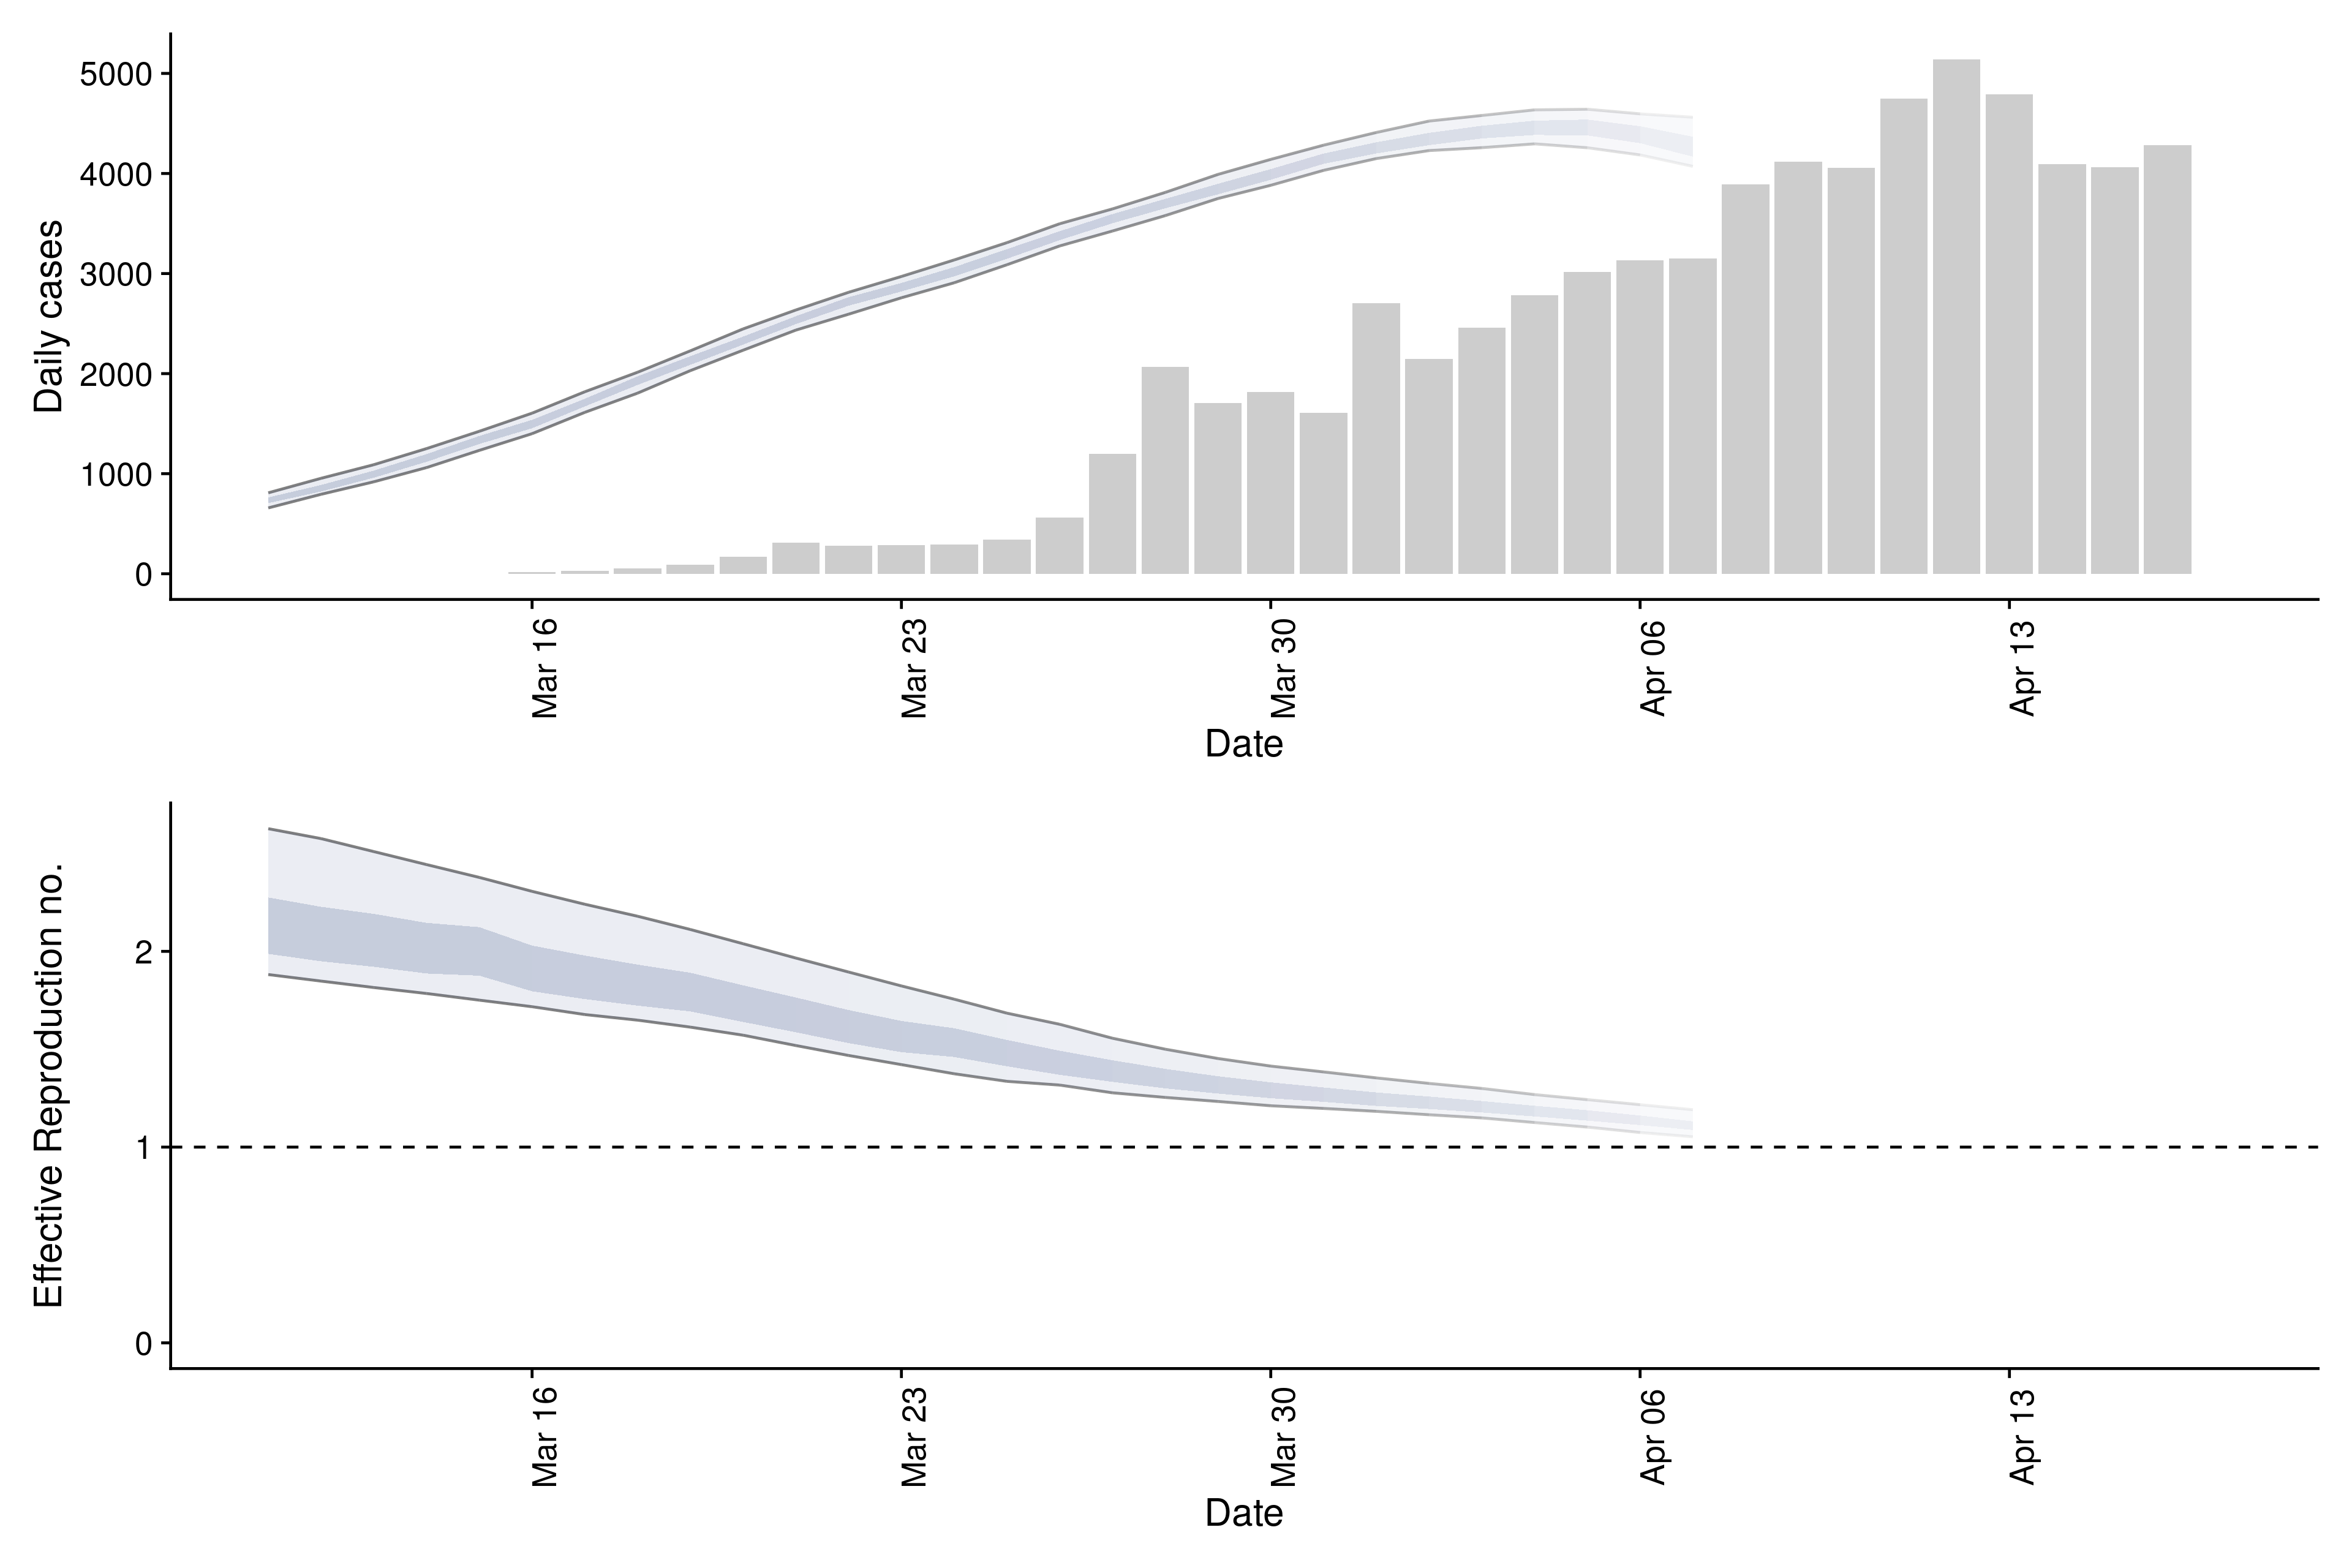 Daily cases
5000
4000
3000
2000
1000
0
Mar 16
Mar 23
Mar 30
Apr 06
Apr 13
Date
Effective Reproduction no.
2
1
0
Mar 16
Mar 23
Mar 30
Apr 06
Apr 13
Date